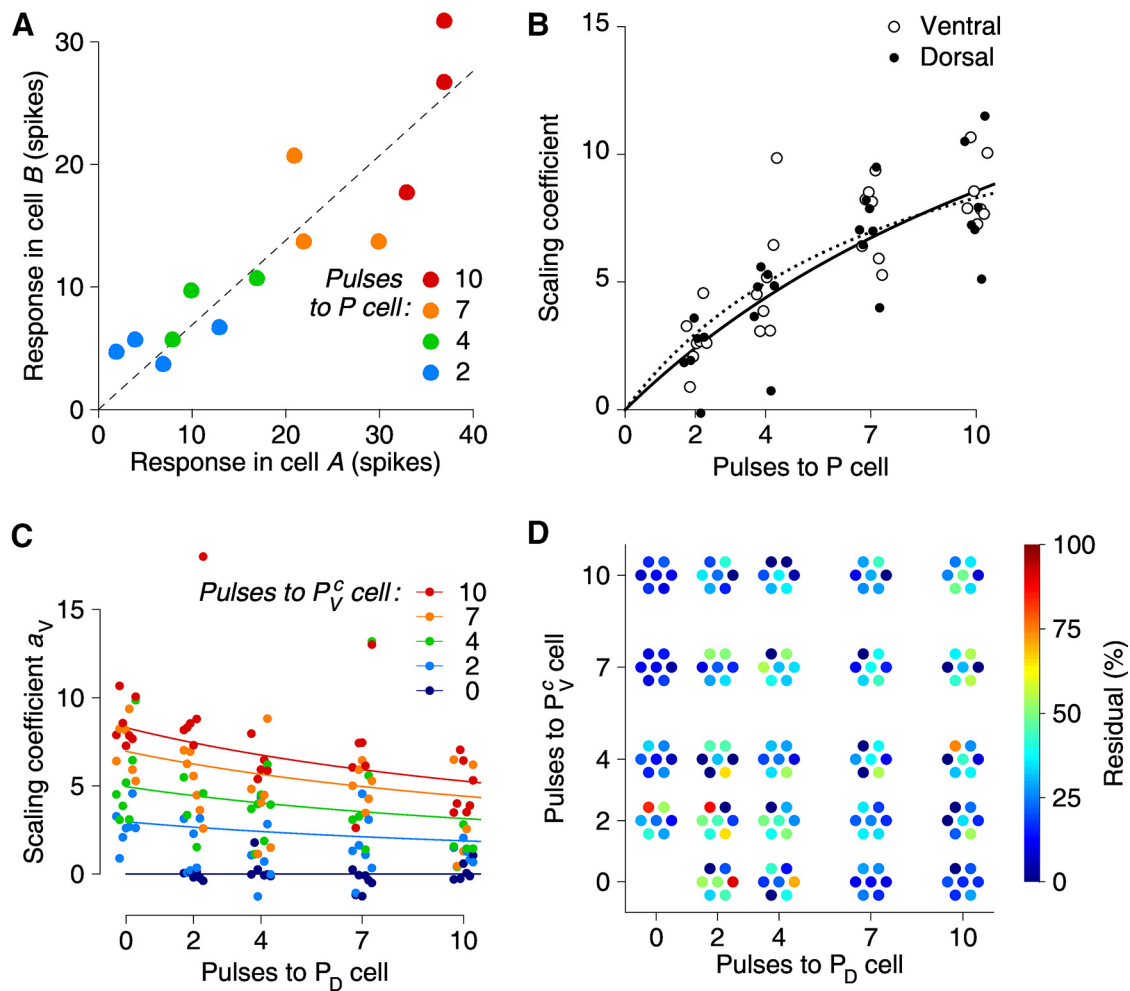 A
30
20
10
0
0
10
20
30
40
Response in cell B (spikes)
Response in cell A (spikes)
Pulses
to P cell:
10
7
4
2
B
15
10
5
0
0
2
4
7
10
Scaling coefficient
Pulses to P cell
Ventral
Dorsal
C
15
10
5
0
0
2
4
7
10
Scaling coefficient aV
Pulses to PD cell
Pulses to PVc cell:
10
7
4
2
0
D
10
7
4
2
0
0
2
4
7
10
Pulses to PVc cell
Pulses to PD cell
100
75
50
25
0
Residual (%)